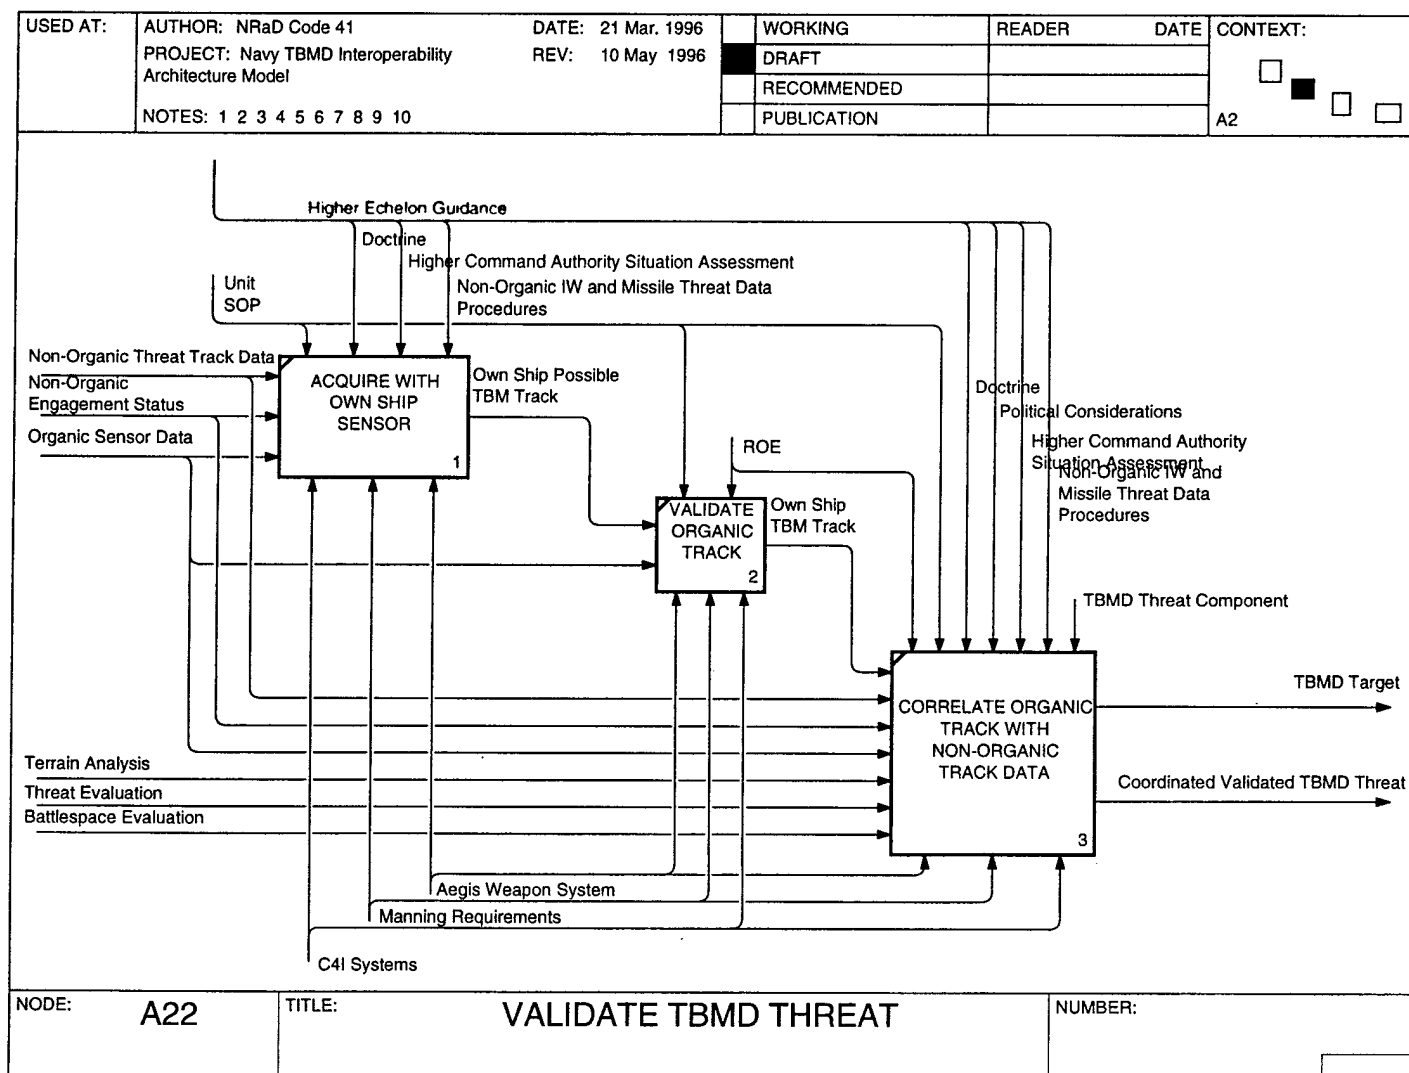 USED AT:
AUTHOR: NRaD Code 41
DATE: 21 Mar. 1996
PROJECT: Navy TBMD Interoperability
Architecture Model
REV: 10 May 1996
NOTES: 1 2 3 4 5 6 7 8 9 10
WORKING
DRAFT
RECOMMENDED
PUBLICATION
READER
DATE
CONTEXT:
A2
Higher Echelon Guidance
Doctrine
Higher Command Authority Situation Assessment
Unit
SOP
Non-Organic IW and Missile Threat Data
Procedures
Non-Organic Threat Track Data
Non-Organic
Engagement Status
Organic Sensor Data
ACQUIRE WITH
OWN SHIP
SENSOR
1
Own Ship Possible
TBM Track
Doctrine
Political Considerations
Higher Command Authority
Situation Assessment
Non-Organic IW and
Missile Threat Data
Procedures
ROE
VALIDATE
ORGANIC
TRACK
2
Own Ship
TBM Track
TBMD Threat Component
CORRELATE ORGANIC
TRACK WITH
NON-ORGANIC
TRACK DATA
3
TBMD Target
Coordinated Validated TBMD Threat
Terrain Analysis
Threat Evaluation
Battlespace Evaluation
Aegis Weapon System
Manning Requirements
C4I Systems
NODE:
A22
TITLE:
VALIDATE TBMD THREAT
NUMBER: